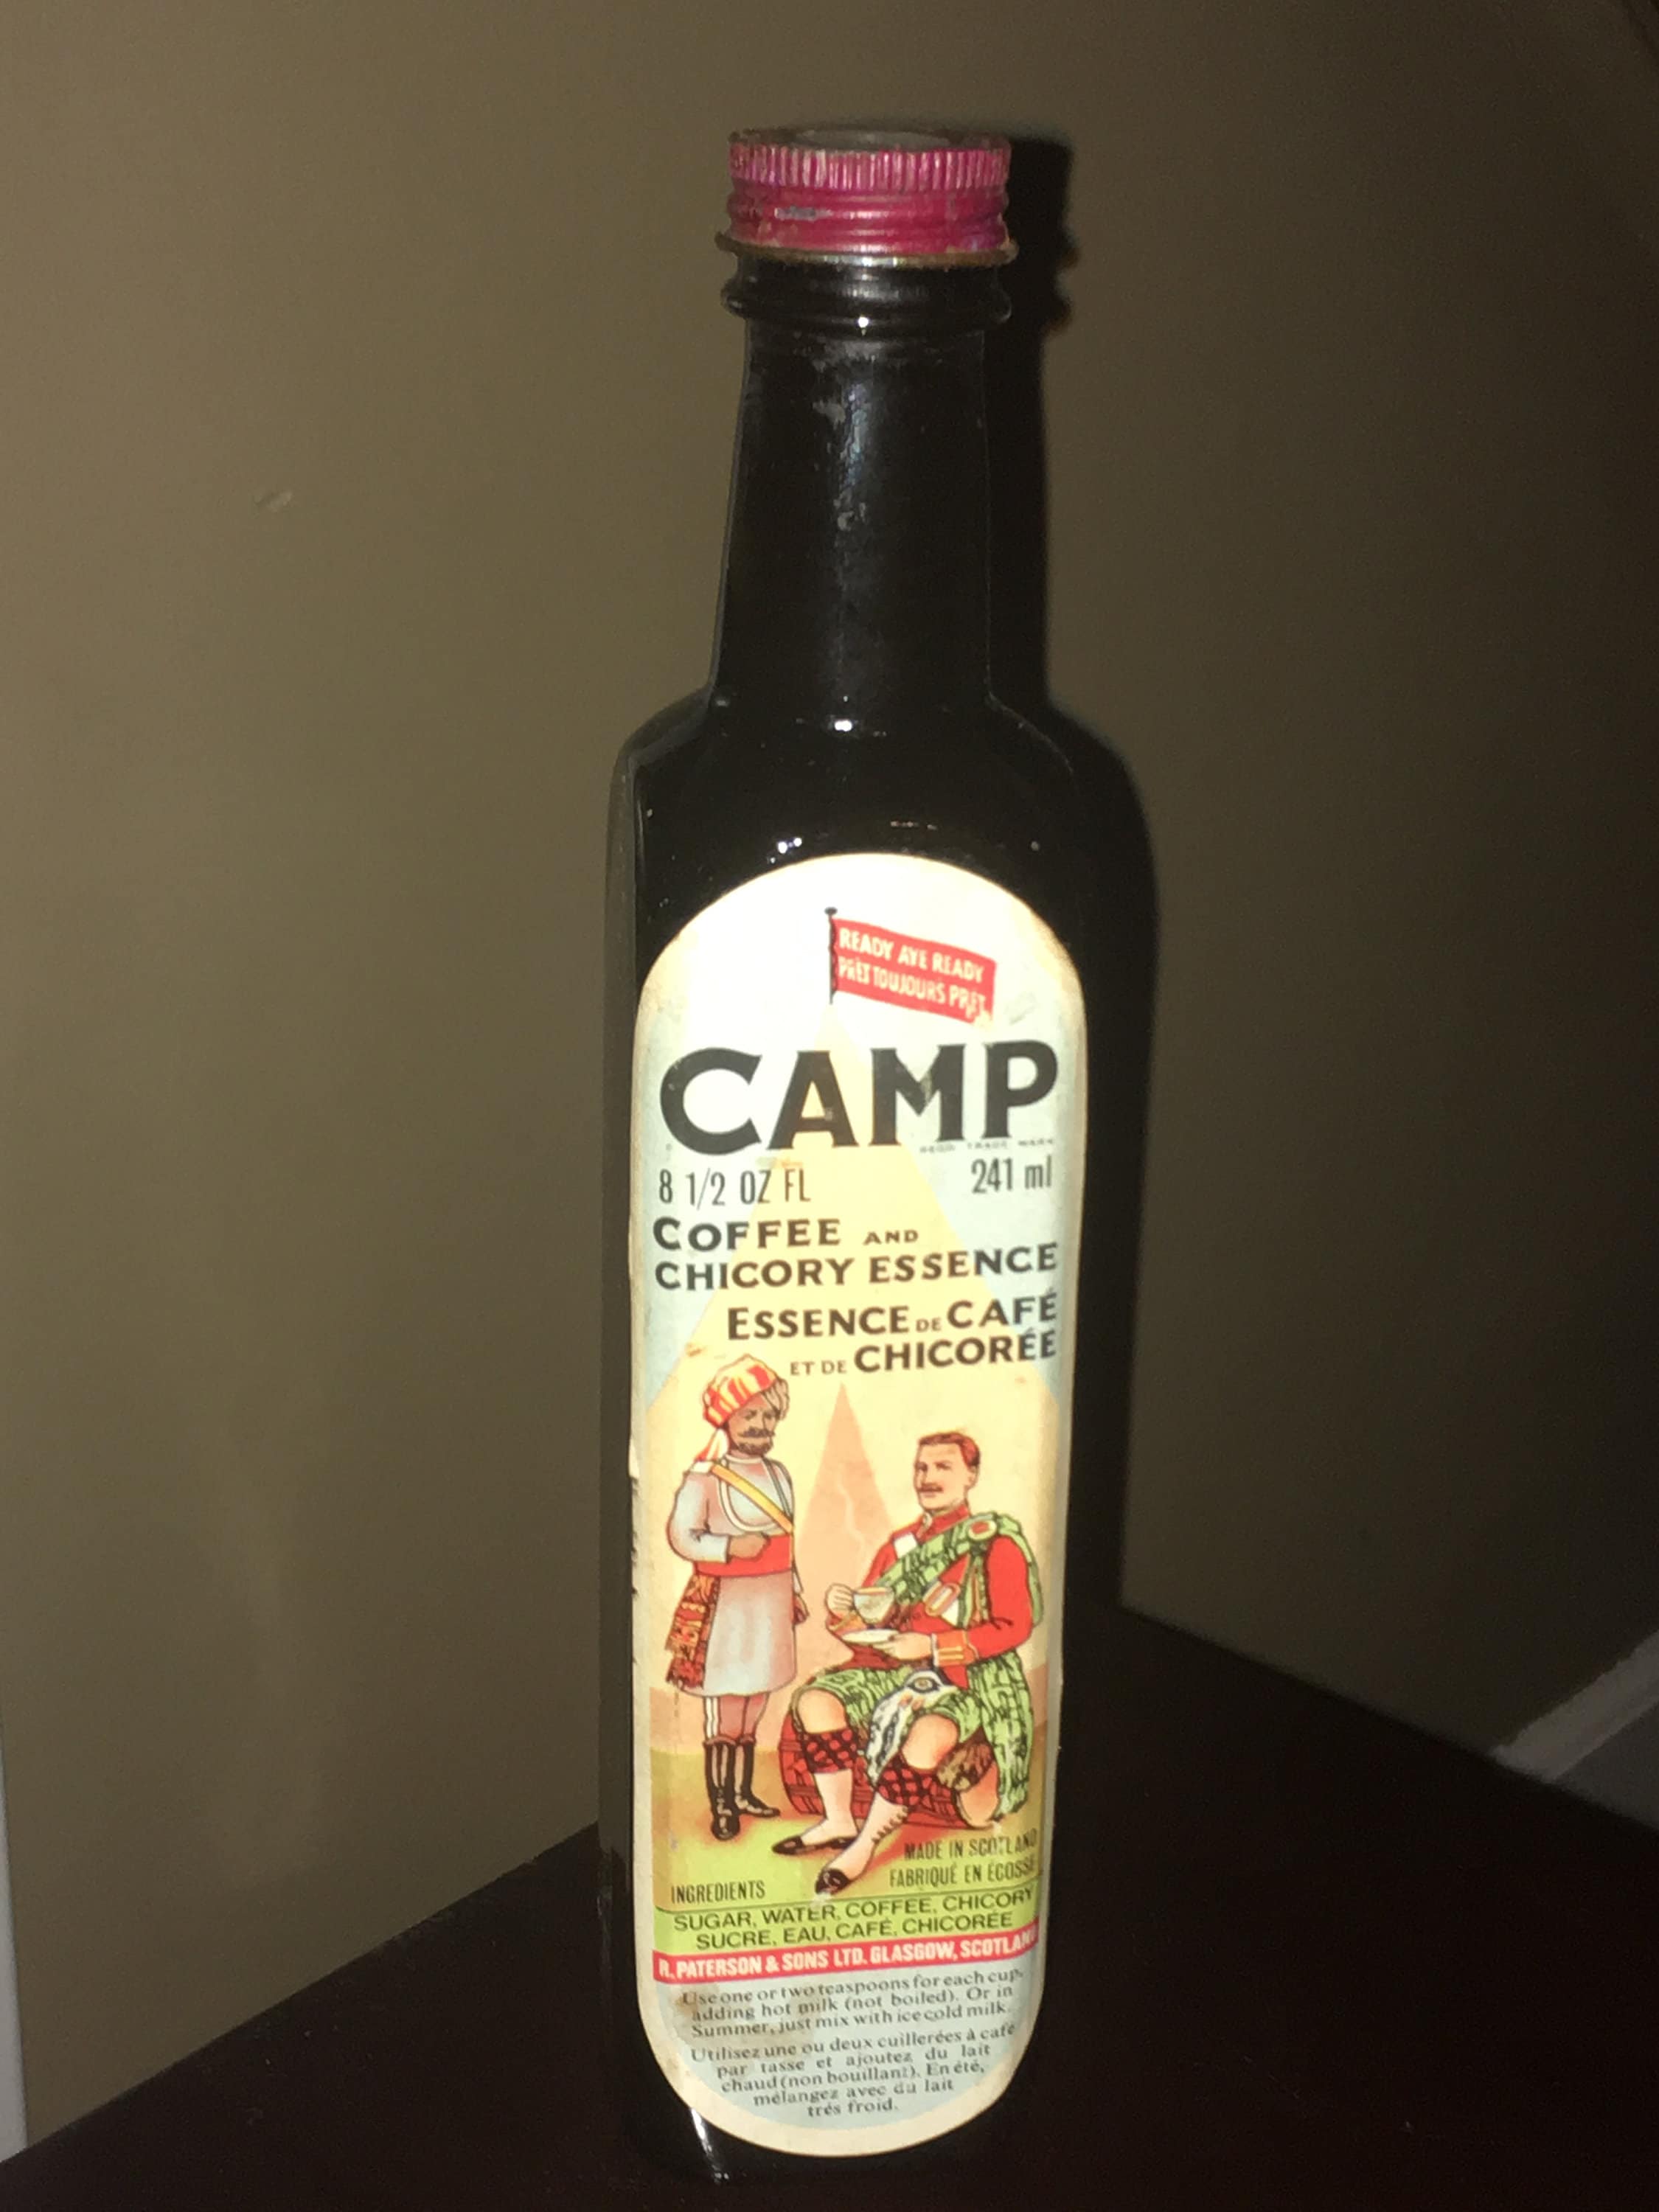 READY AYE READY
PRÊT TOUJOURS PRÊT
CAMP
REGD TRADE MARK
8 1/2 OZ FL 241 ml
COFFEE AND
CHICORY ESSENCE
ESSENCE DE CAFÉ
ET DE CHICORÉE
MADE IN SCOTLAND
FABRIQUÉ EN ECOSSE
INGREDIENTS
SUGAR, WATER, COFFEE, CHICORY
SUCRE, EAU, CAFÉ, CHICORÉE
R. PATERSON & SONS LTD. GLASGOW, SCOTLAND
Use one or two teaspoons for each cup,
adding hot milk (not boiled). Or in
Summer, just mix with ice cold milk.
Utilisez une ou deux cuillerées à café
par tasse et ajoutez du lait
chaud (non bouillant). En été,
mélangez avec du lait
trés froid.